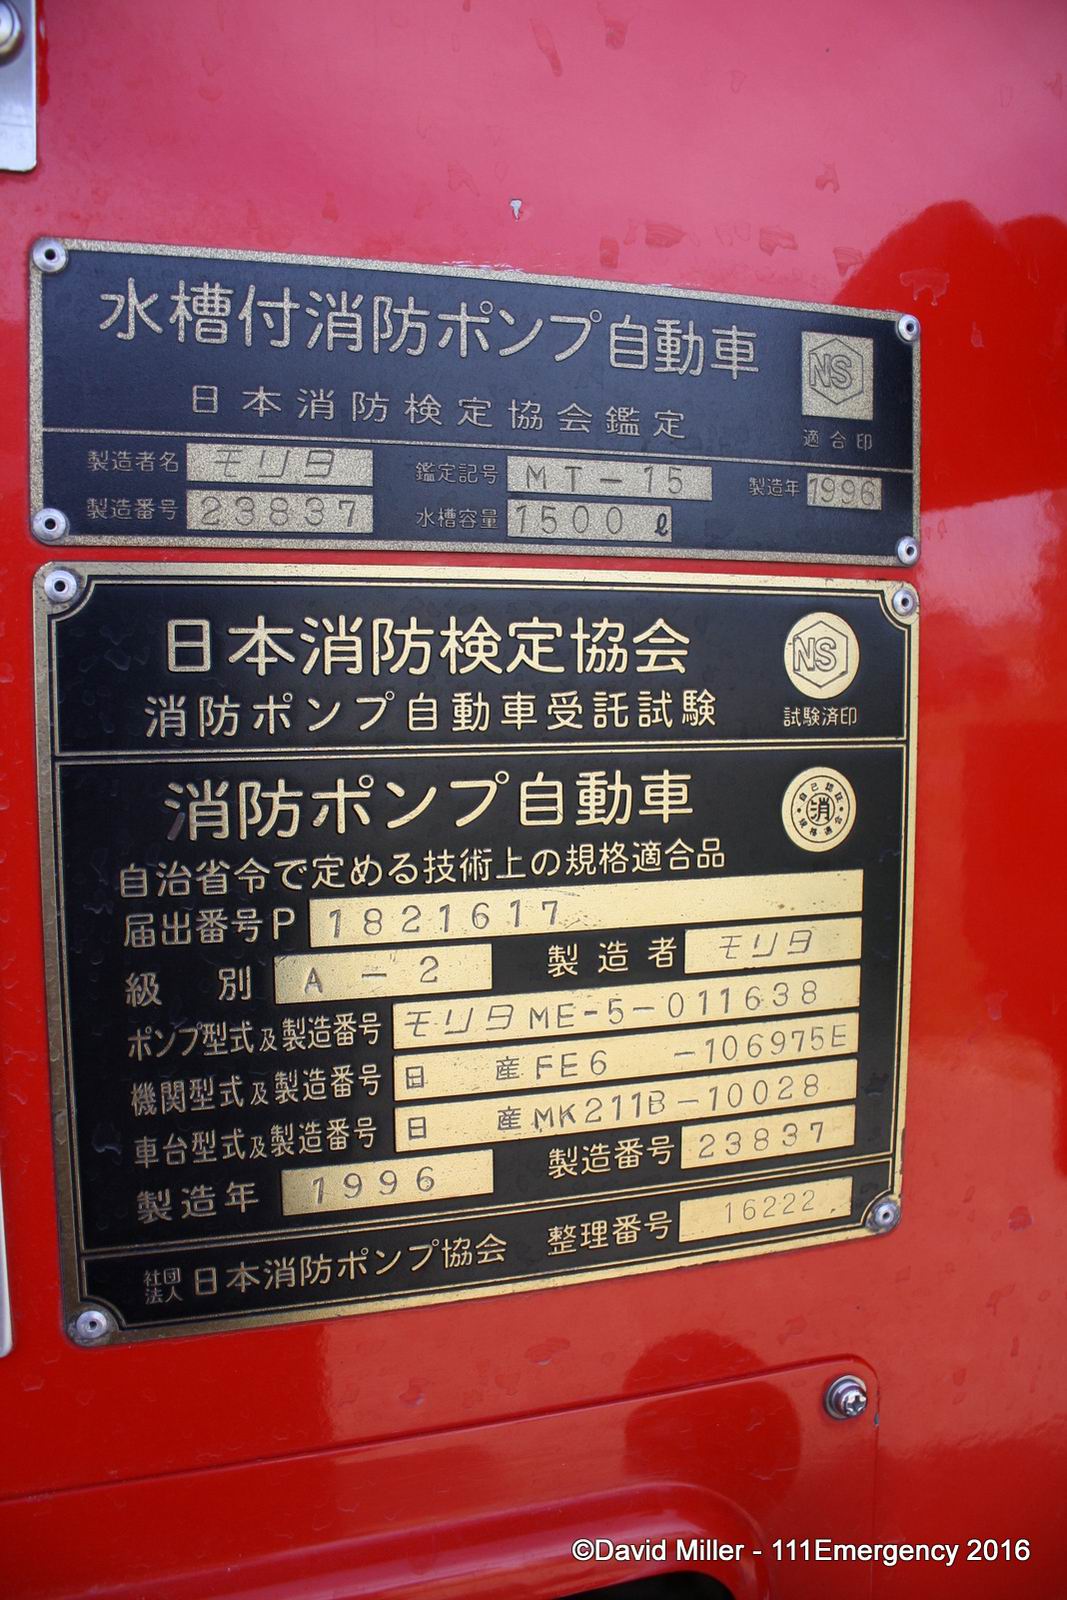 水槽付消防ポンプ自動車
NS
日本消防検定協会鑑定
適合印
製造者名 モリタ 鑑定記号 MT-15 製造年 1996
製造番号 23837 水槽容量 1500ℓ
日本消防検定協会
NS
消防ポンプ自動車受託試験
試験済印
消防ポンプ自動車
自己認証 消 規格適合
自治省令で定める技術上の規格適合品
届出番号P 1821617
級別 A-2 製造者 モリタ
ポンプ型式及製造番号 モリタME-5-011638
機関型式及製造番号 日産FE6 -106975E
車台型式及製造番号 日産MK211B-10028
製造年 1996 製造番号 23837
社団法人 日本消防ポンプ協会 整理番号 16222
©David Miller - 111Emergency 2016